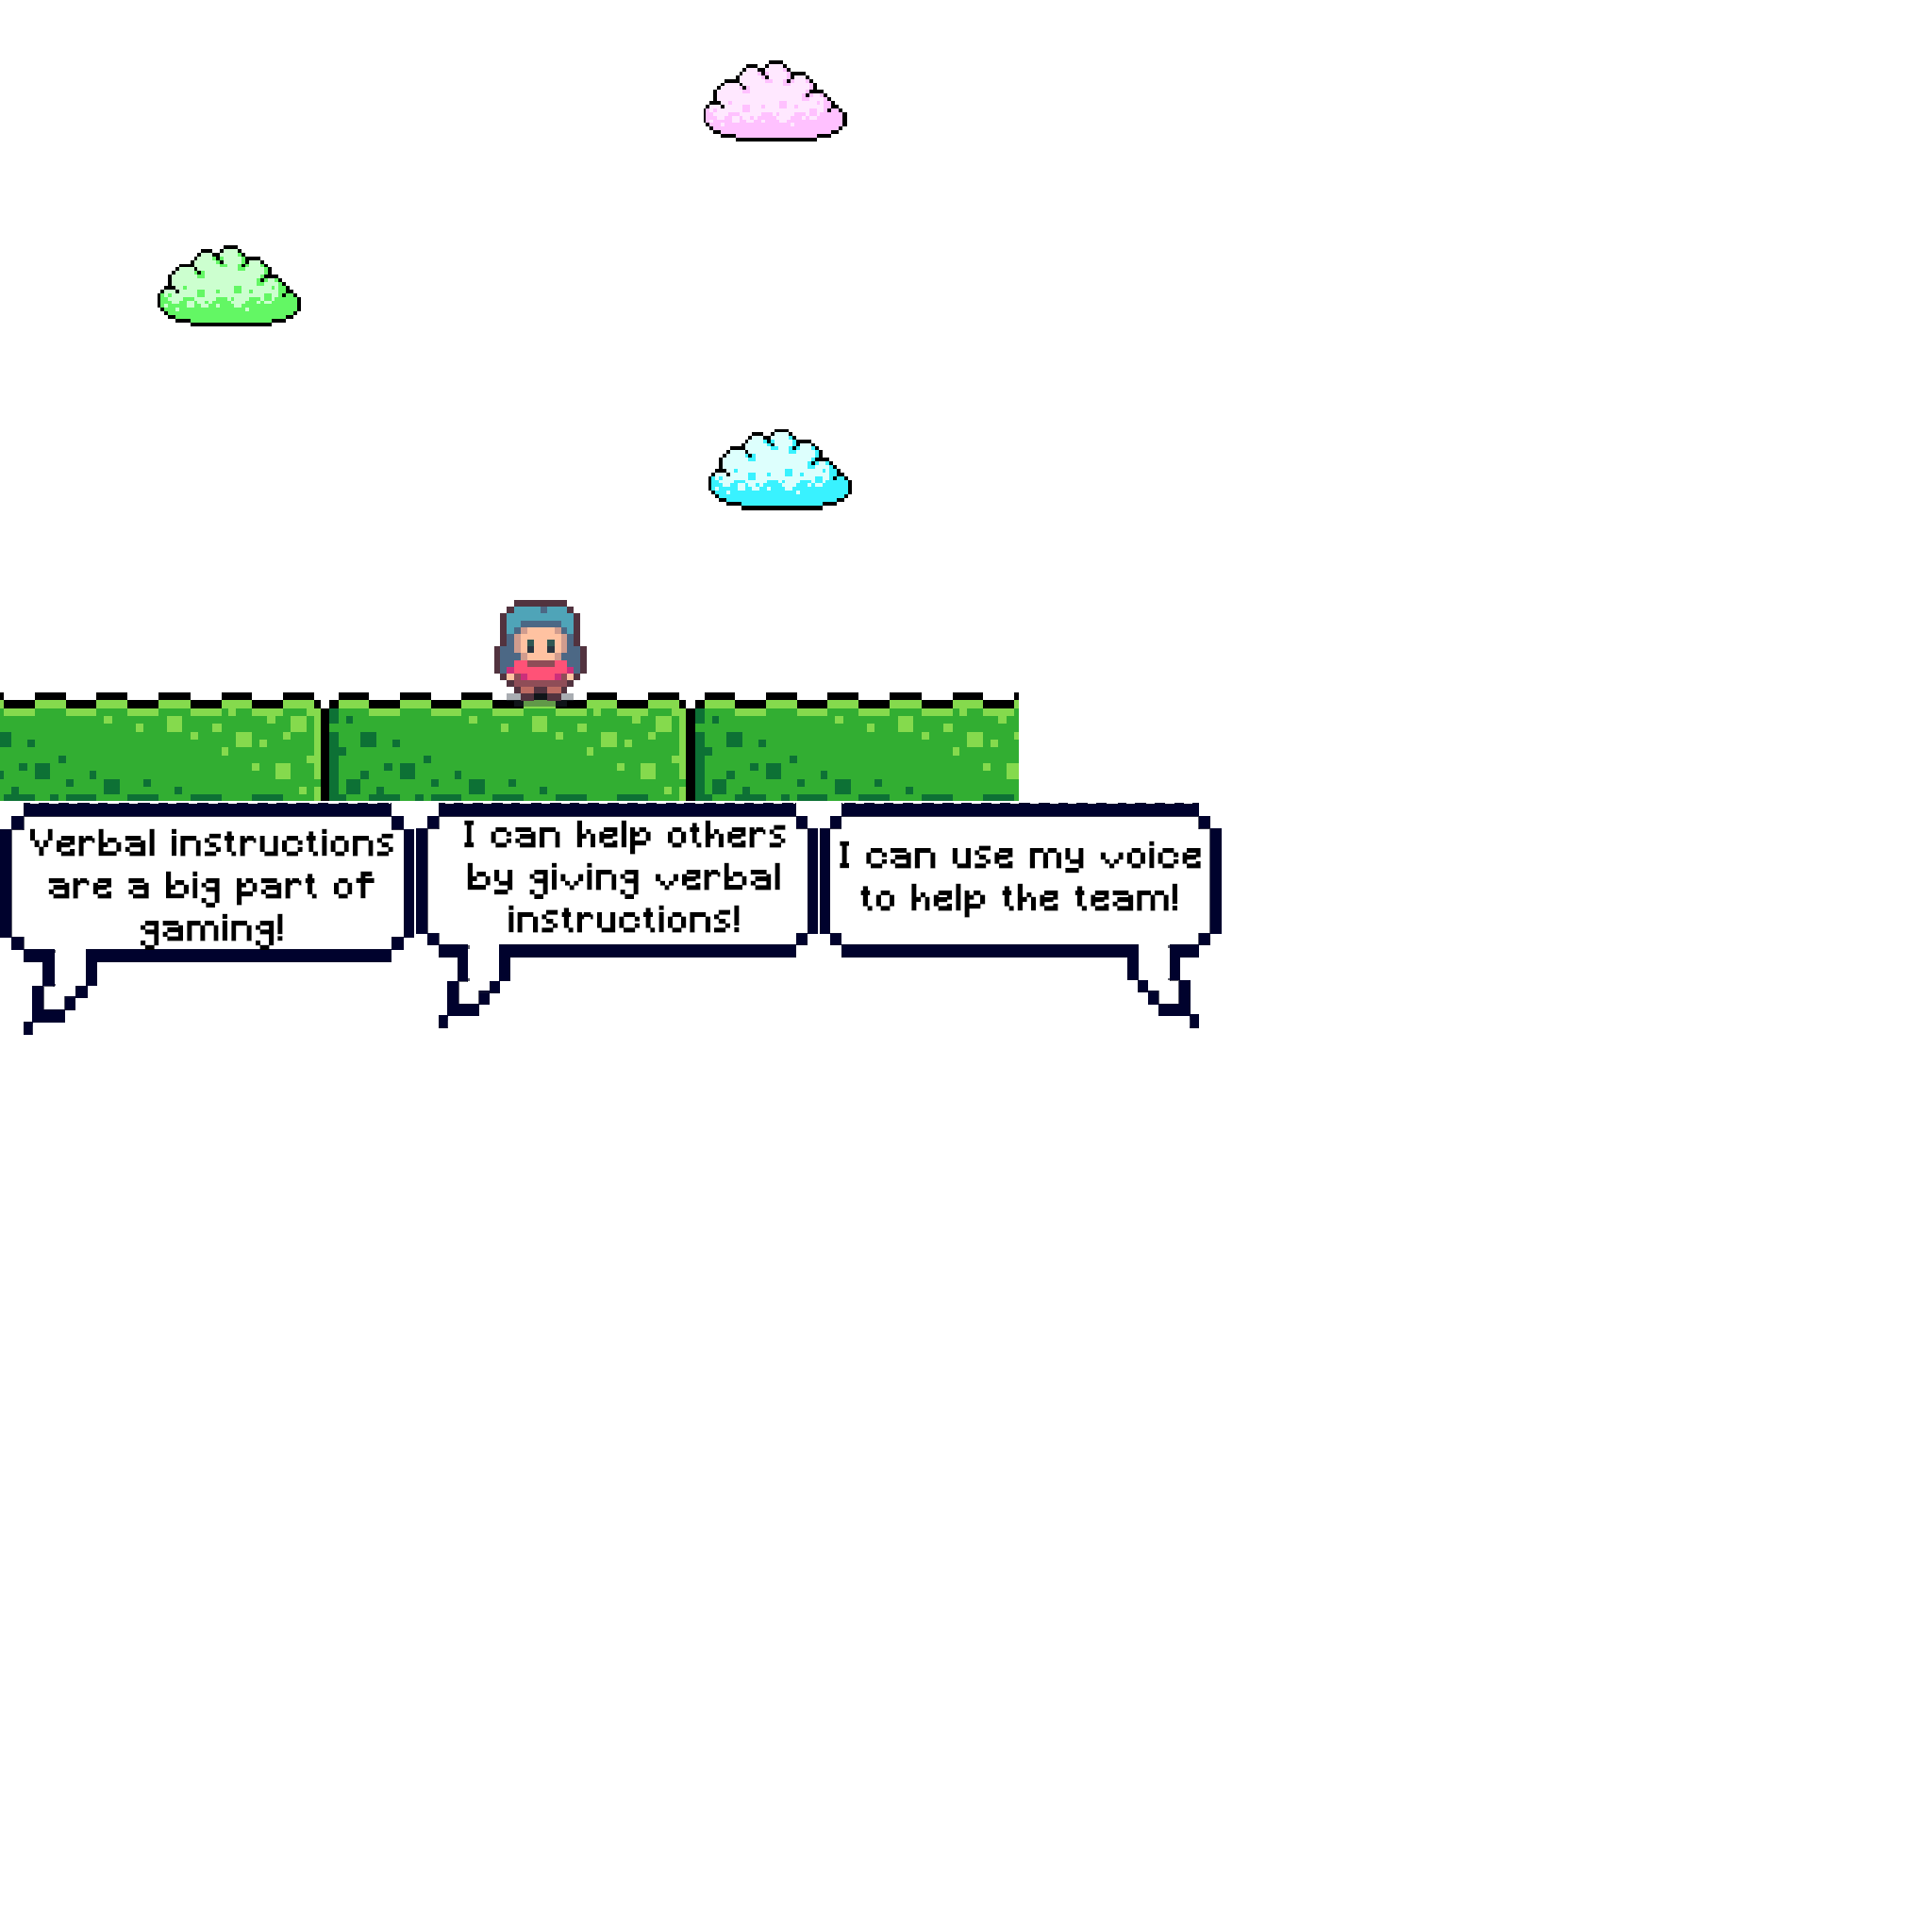 Verbal instructions
are a big part of
gaming!
I can help others
by giving verbal
instructions!
I can use my voice
to help the team!